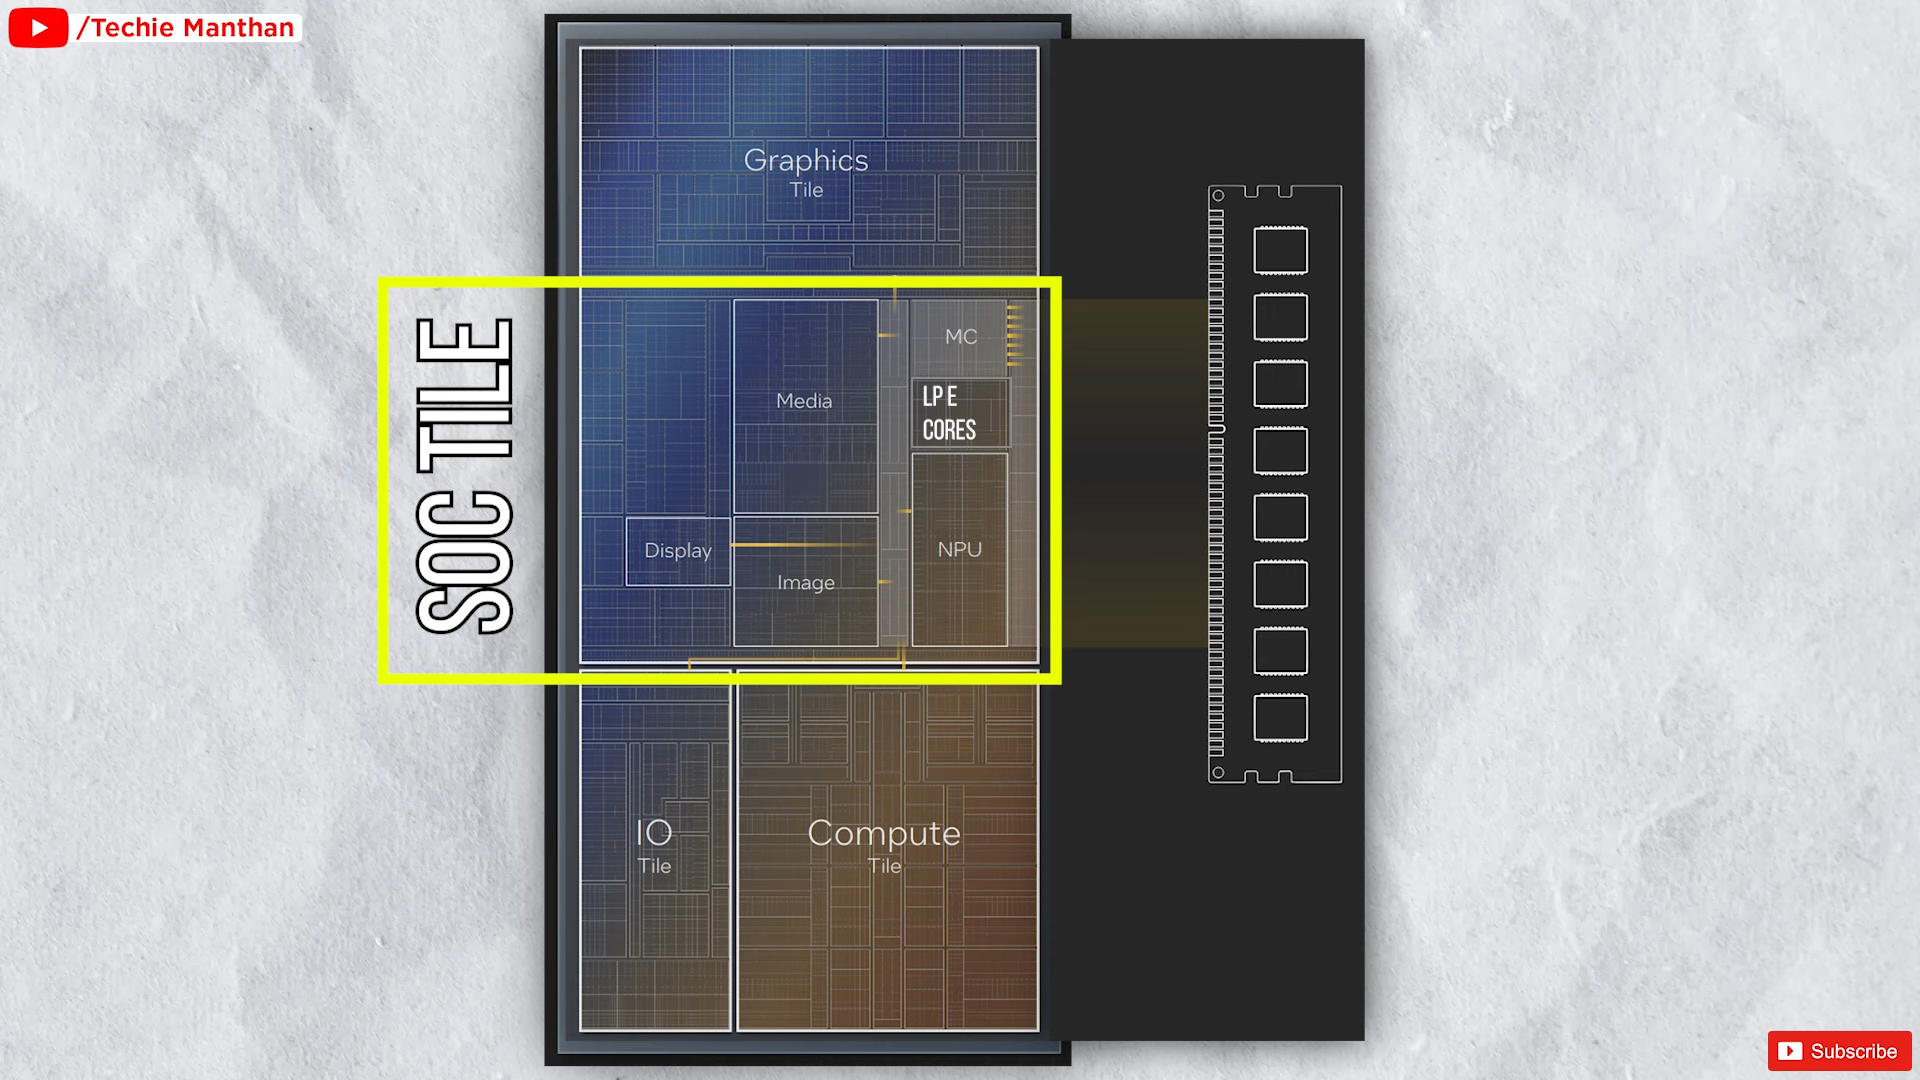 /Techie Manthan
Graphics
Tile
SOC TILE
MC
LP E
CORES
Media
Display
Image
NPU
IO
Tile
Compute
Tile
Subscribe